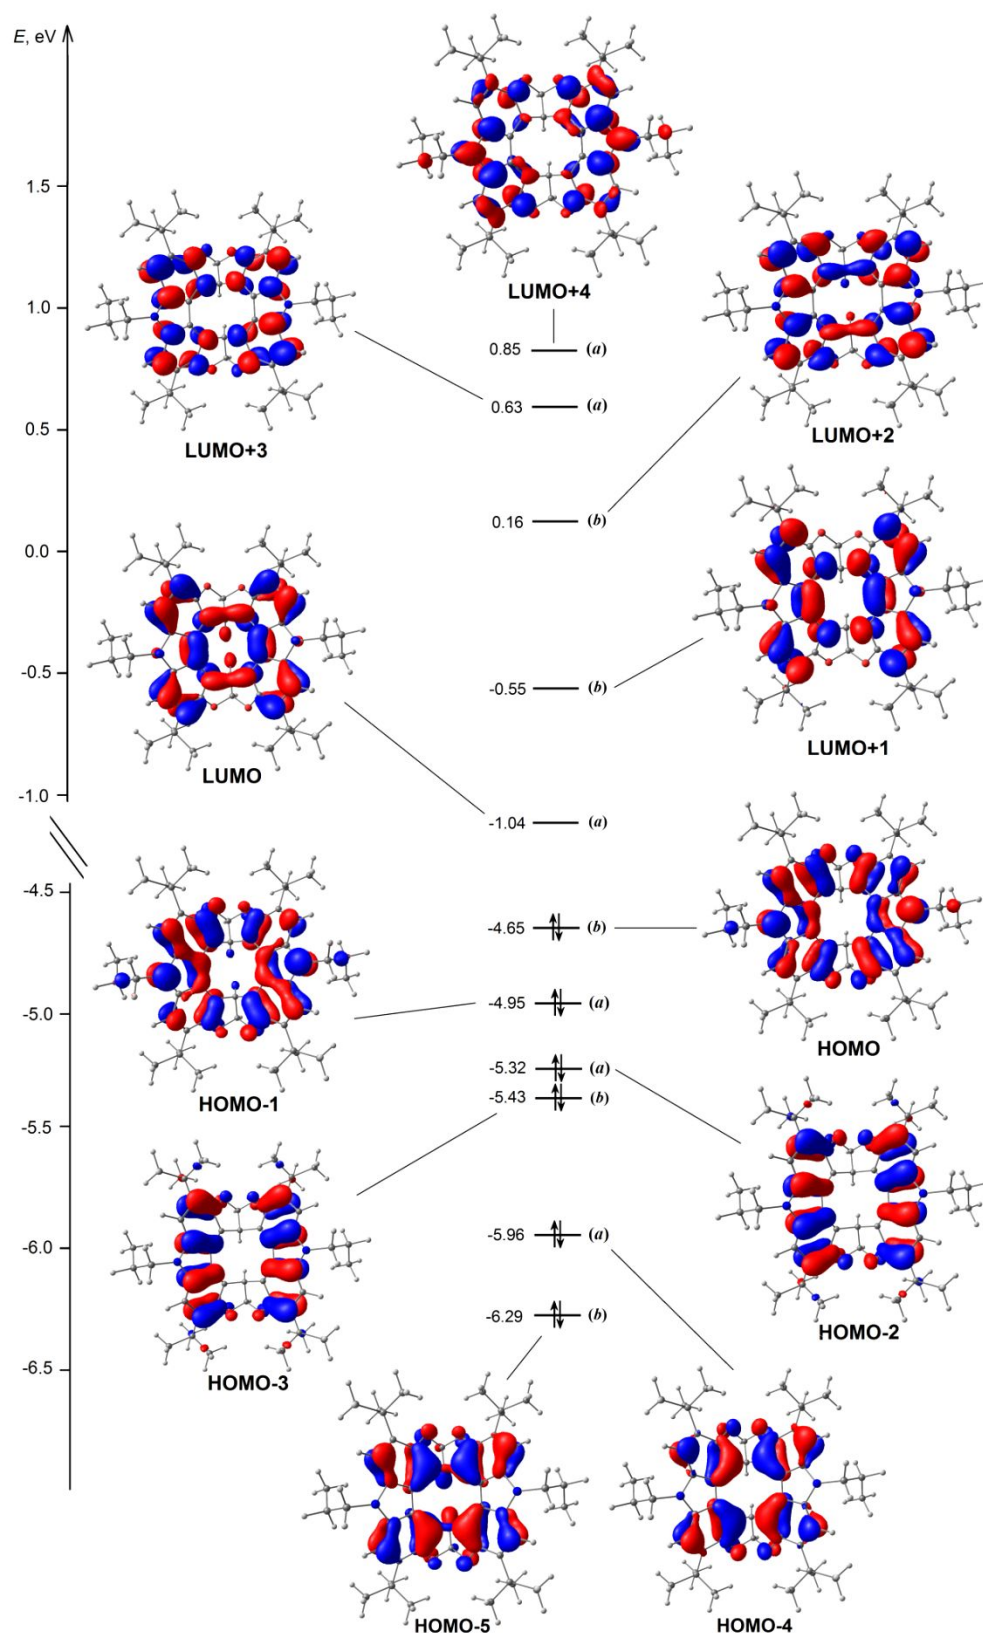 E, eV
1.5
LUMO+4
1.0
0.85 (a)
LUMO+3
0.63 (a)
LUMO+2
0.5
0.16 (b)
0.0
-0.5
-0.55 (b)
LUMO
LUMO+1
-1.0
-1.04 (a)
-4.5
-4.65 (b)
-4.95 (a)
-5.0
HOMO
HOMO-1
-5.32 (a)
-5.43 (b)
-5.5
-5.96 (a)
-6.0
HOMO-2
-6.29 (b)
-6.5
HOMO-3
HOMO-5
HOMO-4